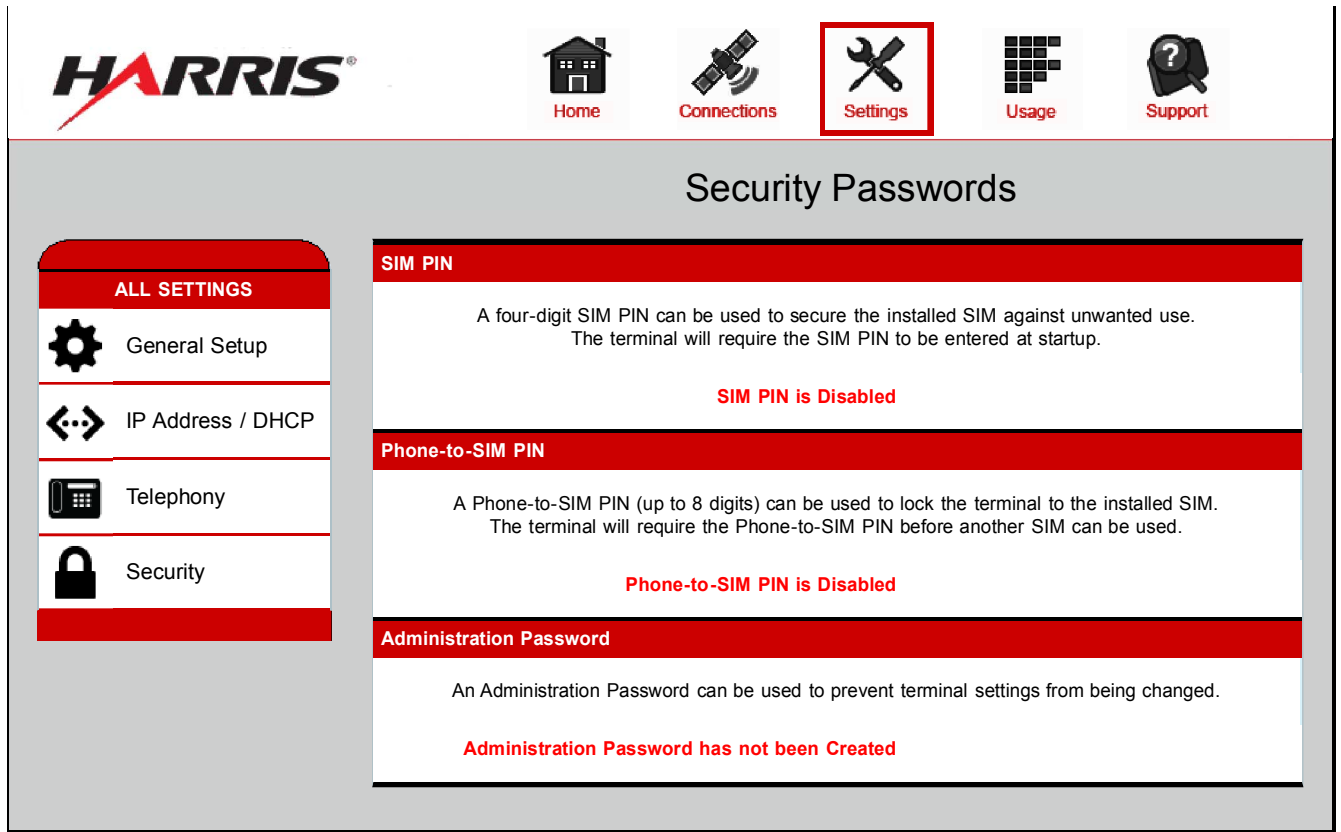 HARRIS®
Home Connections Settings Usage Support
Security Passwords
ALL SETTINGS
General Setup
IP Address / DHCP
Telephony
Security
SIM PIN
A four-digit SIM PIN can be used to secure the installed SIM against unwanted use.
The terminal will require the SIM PIN to be entered at startup.
SIM PIN is Disabled
Phone-to-SIM PIN
A Phone-to-SIM PIN (up to 8 digits) can be used to lock the terminal to the installed SIM.
The terminal will require the Phone-to-SIM PIN before another SIM can be used.
Phone-to-SIM PIN is Disabled
Administration Password
An Administration Password can be used to prevent terminal settings from being changed.
Administration Password has not been Created